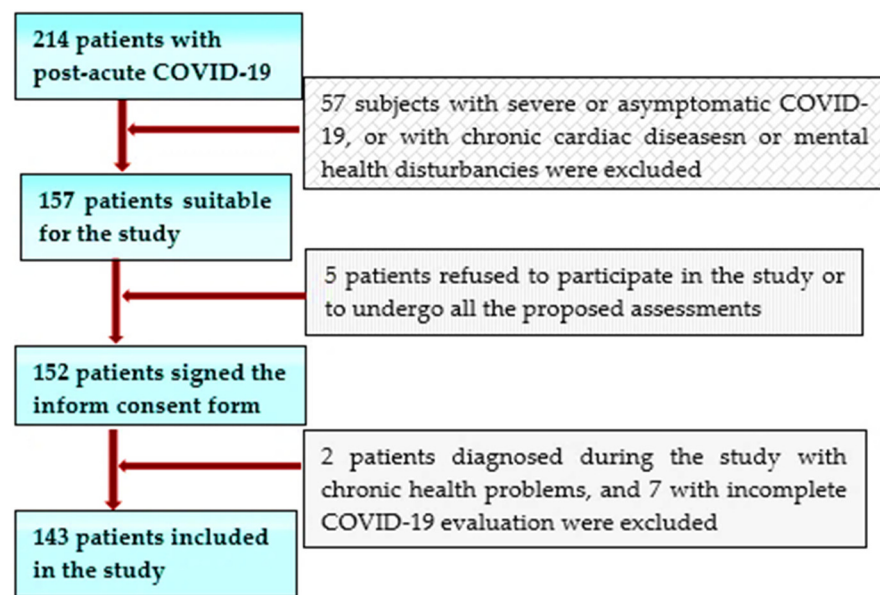 214 patients with
post-acute COVID-19
57 subjects with severe or asymptomatic COVID-
19, or with chronic cardiac diseasesn or mental
health disturbancies were excluded
157 patients suitable
for the study
5 patients refused to participate in the study or
to undergo all the proposed assessments
152 patients signed the
inform consent form
2 patients diagnosed during the study with
chronic health problems, and 7 with incomplete
COVID-19 evaluation were excluded
143 patients included
in the study